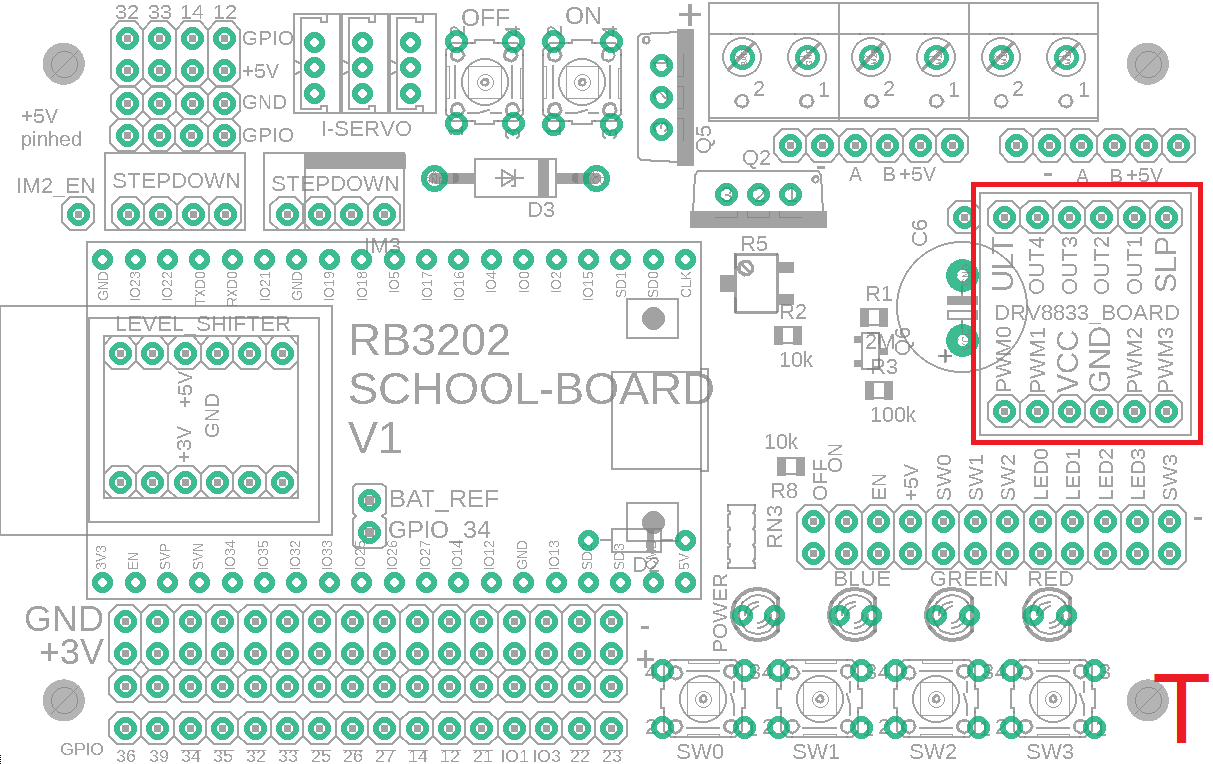 32 33 14 12
OFF
ON
+
GPIO
+5V
GND
GPIO
+5V
pinhed
I-SERVO
2 1 2 1 2 1
Q5
Q2
- A B +5V
- A B +5V
IM2_EN
STEPDOWN
STEPDOWN
3 2 1
D3
IM3
C6
R5
GND IO23 IO22 TXD0 RXD0 IO21 GND IO19 IO18 IO5 IO17 IO16 IO4 IO0 IO2 IO15 SD1 SD0 CLK
ULT OUT4 OUT3 OUT2 OUT1 SLP
R1
R2
DRV8833_BOARD
LEVEL_SHIFTER
RB3202
2M
Q6
+
10k
R3
PWM0 PWM1 VCC GND PWM2 PWM3
+5V
SCHOOL-BOARD
GND
100k
+3V
V1
10k
R8
OFF ON EN +5V SW0 SW1 SW2 LED0 LED1 LED2 LED3 SW3
-
BAT_REF
GPIO_34
RN3
3V3 EN SVP SVN IO34 IO35 IO32 IO33 IO25 IO26 IO27 IO14 IO12 GND IO13 SD SD3 5V
BLUE GREEN RED
POWER
GND
-
+3V
+
T
SW0 SW1 SW2 SW3
GPIO
36 39 34 35 32 33 25 26 27 14 12 21 IO1 IO3 22 23